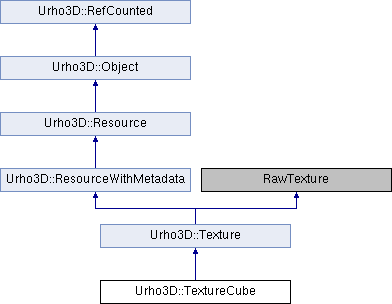 Urho3D::RefCounted
Urho3D::Object
Urho3D::Resource
Urho3D::ResourceWithMetadata
RawTexture
Urho3D::Texture
Urho3D::TextureCube